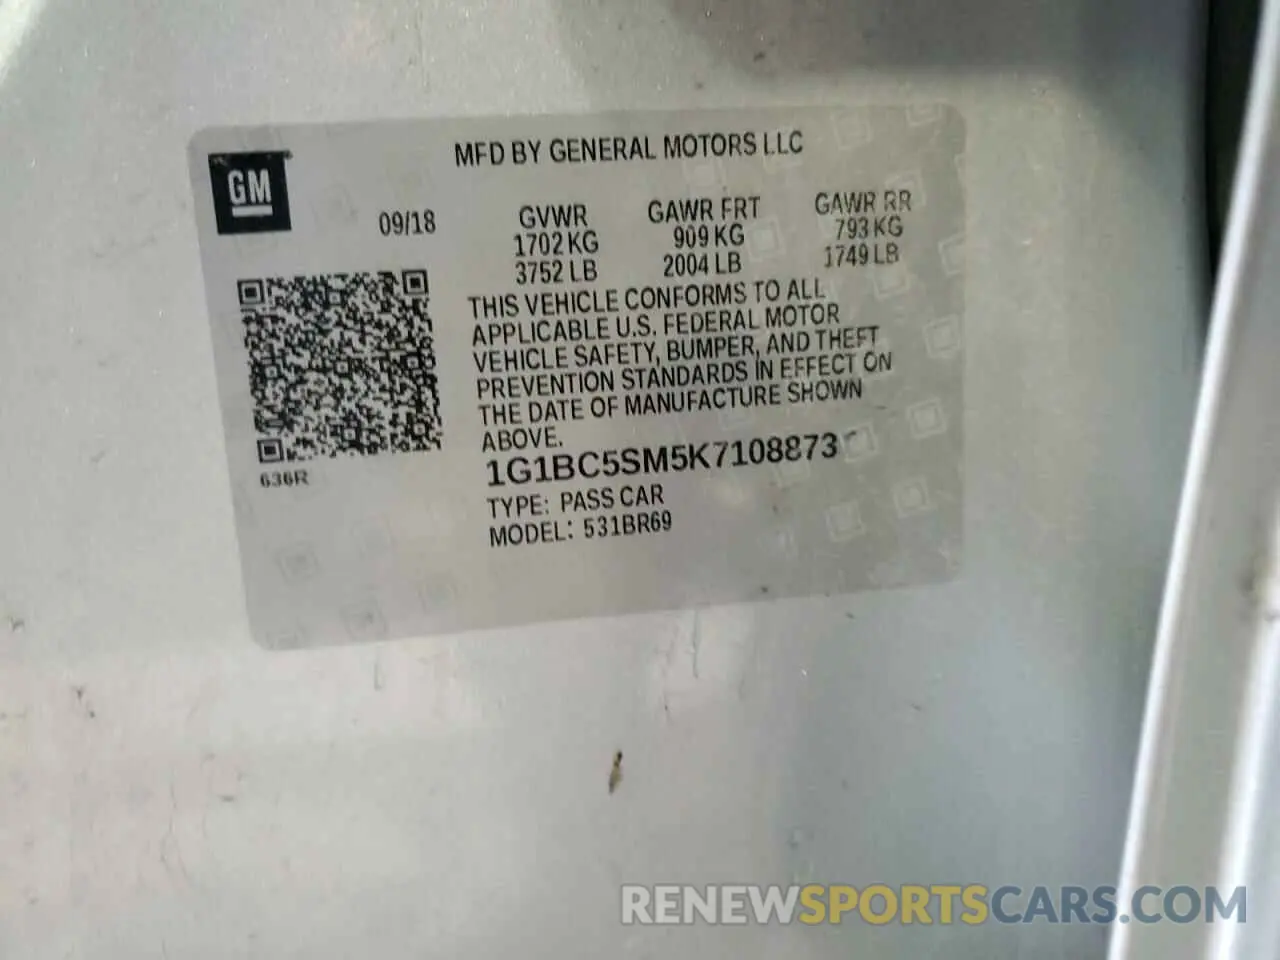 MFD BY GENERAL MOTORS LLC
GM
09/18
GVWR
1702 KG
3752 LB
GAWR FRT
909 KG
2004 LB
GAWR RR
793 KG
1749 LB
THIS VEHICLE CONFORMS TO ALL
APPLICABLE U.S. FEDERAL MOTOR
VEHICLE SAFETY, BUMPER, AND THEFT
PREVENTION STANDARDS IN EFFECT ON
THE DATE OF MANUFACTURE SHOWN
ABOVE.
636R
1G1BC5SM5K7108873
TYPE: PASS CAR
MODEL: 531BR69
RENEWSPORTSCARS.COM